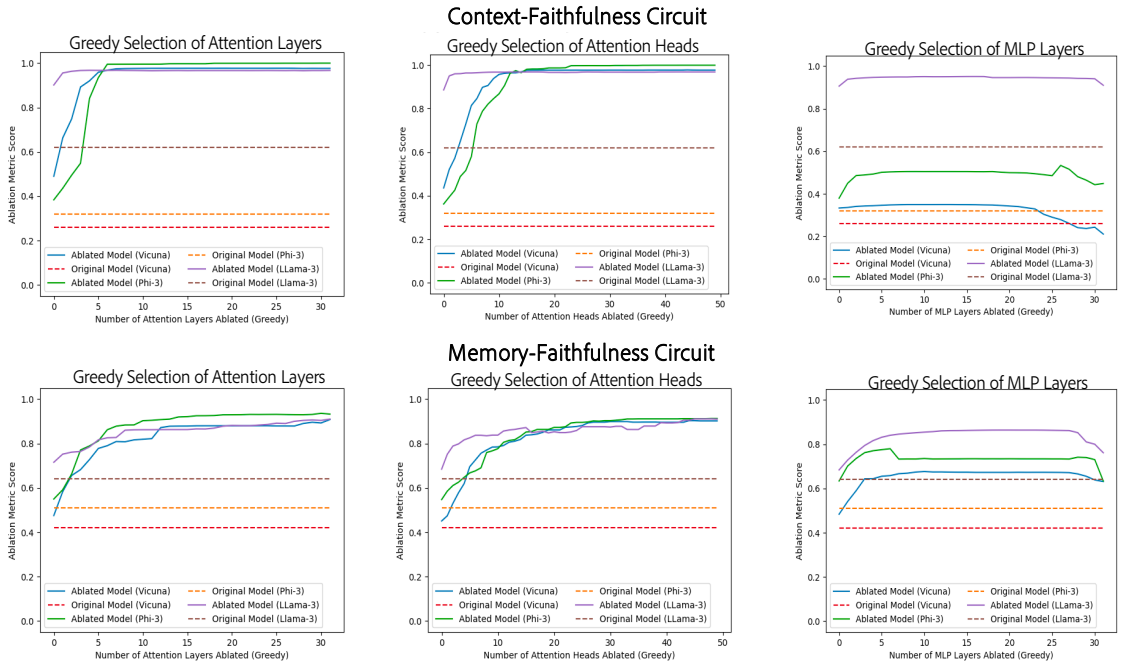 Context-Faithfulness Circuit
Greedy Selection of Attention Layers
Ablation Metric Score
1.0
0.8
0.6
0.4
0.2
0.0
Ablated Model (Vicuna)
Original Model (Vicuna)
Ablated Model (Phi-3)
Original Model (Phi-3)
Ablated Model (LLama-3)
Original Model (Llama-3)
0 5 10 15 20 25 30
Number of Attention Layers Ablated (Greedy)
Greedy Selection of Attention Heads
Ablation Metric Score
1.0
0.8
0.6
0.4
0.2
0.0
Ablated Model (Vicuna)
Original Model (Vicuna)
Ablated Model (Phi-3)
Original Model (Phi-3)
Ablated Model (LLama-3)
Original Model (LLama-3)
0 10 20 30 40 50
Number of Attention Heads Ablated (Greedy)
Greedy Selection of MLP Layers
Ablation Metric Score
1.0
0.8
0.6
0.4
0.2
0.0
Ablated Model (Vicuna)
Original Model (Vicuna)
Ablated Model (Phi-3)
Original Model (Phi-3)
Ablated Model (LLama-3)
Original Model (LLama-3)
0 5 10 15 20 25 30
Number of MLP Layers Ablated (Greedy)
Memory-Faithfulness Circuit
Greedy Selection of Attention Layers
Ablation Metric Score
1.0
0.8
0.6
0.4
0.2
0.0
Ablated Model (Vicuna)
Original Model (Vicuna)
Ablated Model (Phi-3)
Original Model (Phi-3)
Ablated Model (LLama-3)
Original Model (Llama-3)
0 5 10 15 20 25 30
Number of Attention Layers Ablated (Greedy)
Greedy Selection of Attention Heads
Ablation Metric Score
1.0
0.8
0.6
0.4
0.2
0.0
Ablated Model (Vicuna)
Original Model (Vicuna)
Ablated Model (Phi-3)
Original Model (Phi-3)
Ablated Model (LLama-3)
Original Model (LLama-3)
0 10 20 30 40 50
Number of Attention Heads Ablated (Greedy)
Greedy Selection of MLP Layers
Ablation Metric Score
1.0
0.8
0.6
0.4
0.2
0.0
Ablated Model (Vicuna)
Original Model (Vicuna)
Ablated Model (Phi-3)
Original Model (Phi-3)
Ablated Model (LLama-3)
Original Model (LLama-3)
0 5 10 15 20 25 30
Number of MLP Layers Ablated (Greedy)